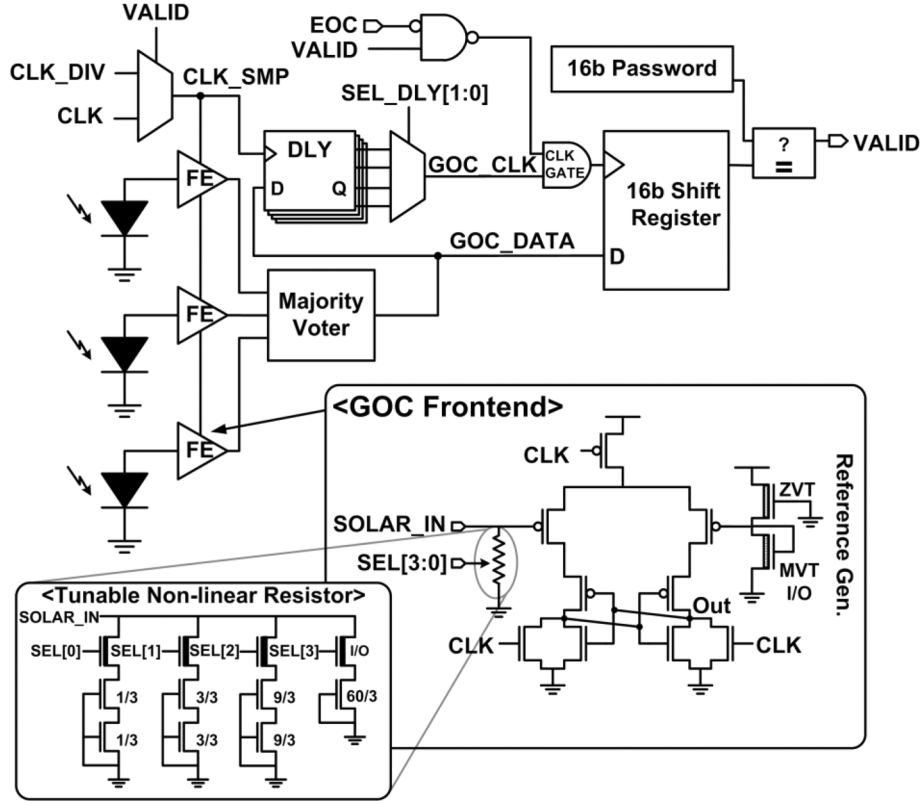 VALID
EOC
VALID
CLK_DIV
CLK_SMP
CLK
16b Password
SEL_DLY[1:0]
DLY
D Q
GOC_CLK
CLK
GATE
?
=
VALID
16b Shift
Register
D
FE
GOC_DATA
FE
Majority
Voter
FE
<GOC Frontend>
CLK
Reference Gen.
ZVT
SOLAR_IN
MVT
I/O
SEL[3:0]
Out
CLK
CLK
<Tunable Non-linear Resistor>
SOLAR_IN
SEL[0] SEL[1] SEL[2] SEL[3] I/O
1/3 3/3 9/3 60/3
1/3 3/3 9/3